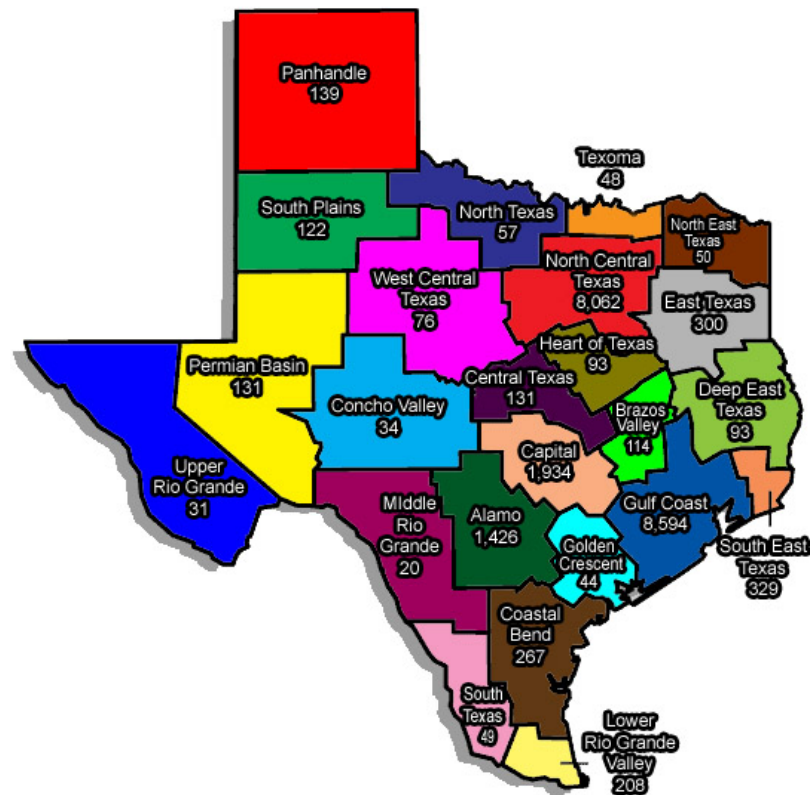 Panhandle
139
Texoma
48
South Plains
122
North Texas
57
North East
Texas
50
West Central
Texas
76
North Central
Texas
8,062
East Texas
300
Permian Basin
131
Heart of Texas
93
Central Texas
131
Concho Valley
34
Brazos
Valley
114
Deep East
Texas
93
Upper
Rio Grande
31
Capital
1,934
MIddle
Rio
Grande
20
Alamo
1,426
Gulf Coast
8,594
Golden
Crescent
44
South East
Texas
329
Coastal
Bend
267
South
Texas
49
Lower
Rio Grande
Valley
208